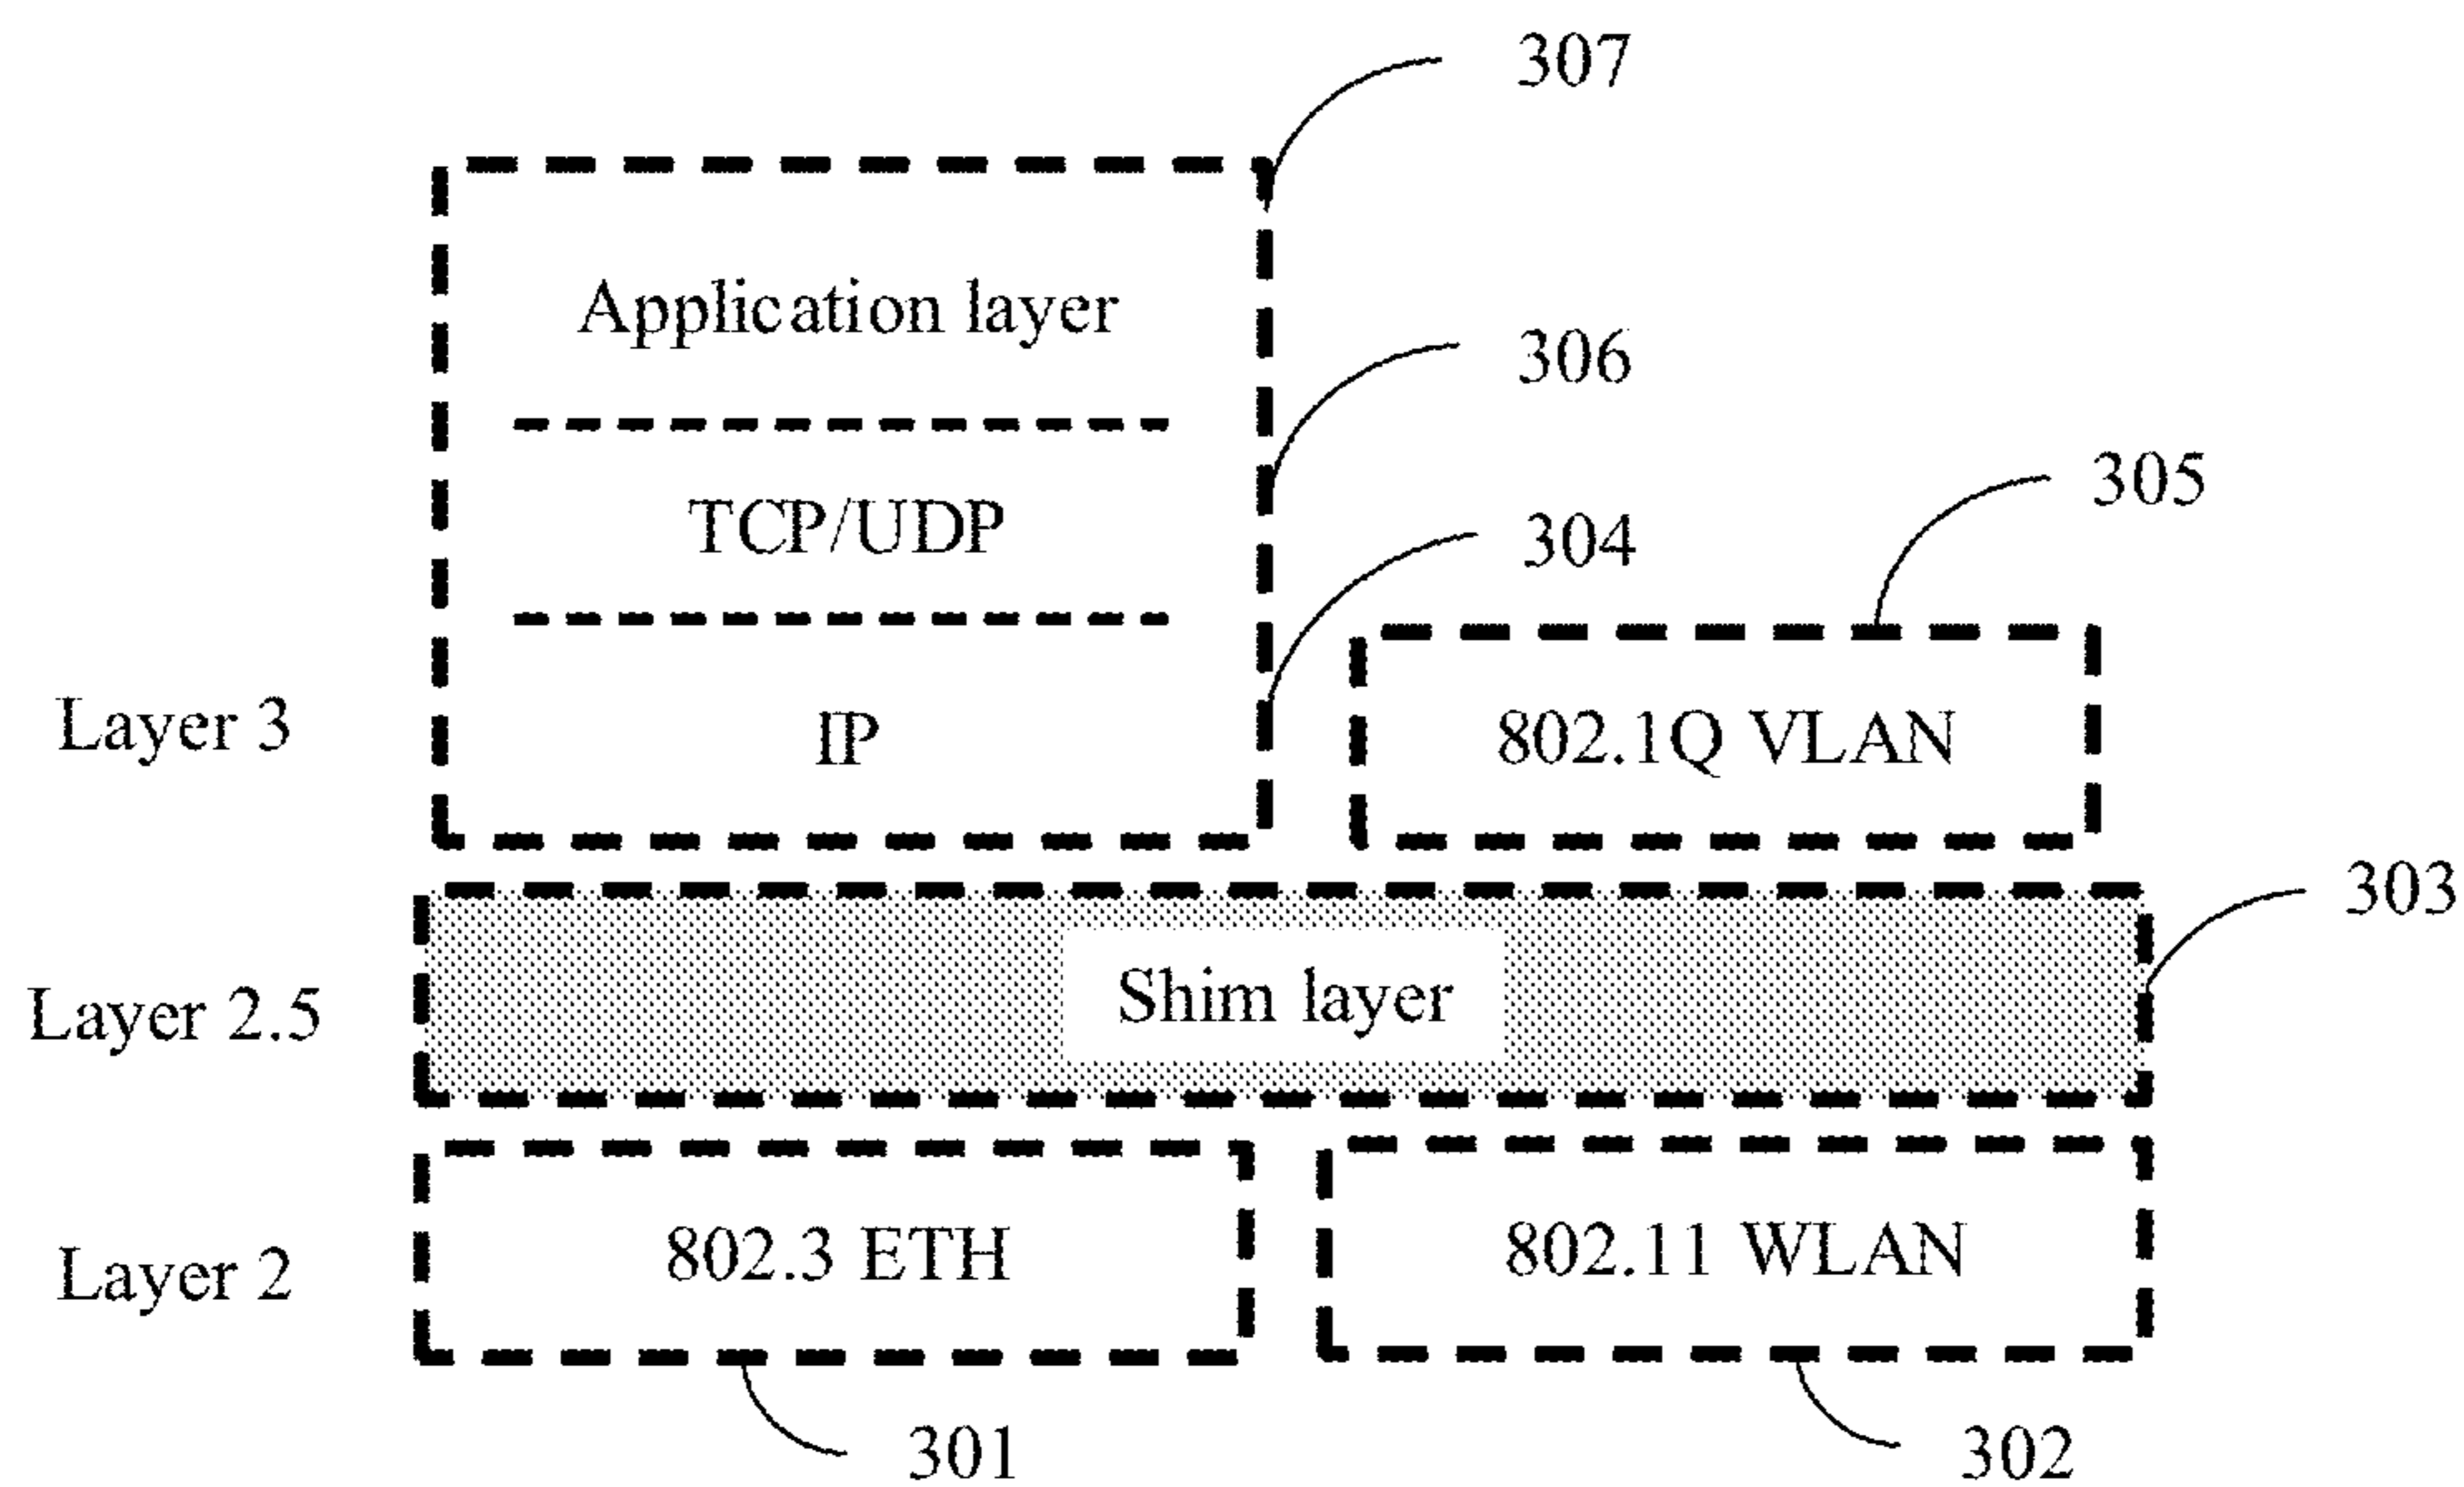 307
Application layer
306
TCP/UDP
305
304
Layer 3
IP
802.1Q VLAN
303
Layer 2.5
Shim layer
Layer 2
802.3 ETH
802.11 WLAN
301
302